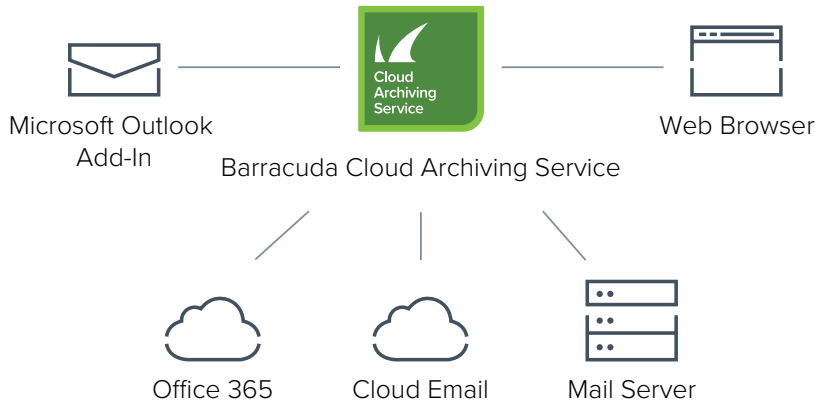 Cloud
Archiving
Service
Microsoft Outlook
Add-In
Web Browser
Barracuda Cloud Archiving Service
Office 365
Cloud Email
Mail Server